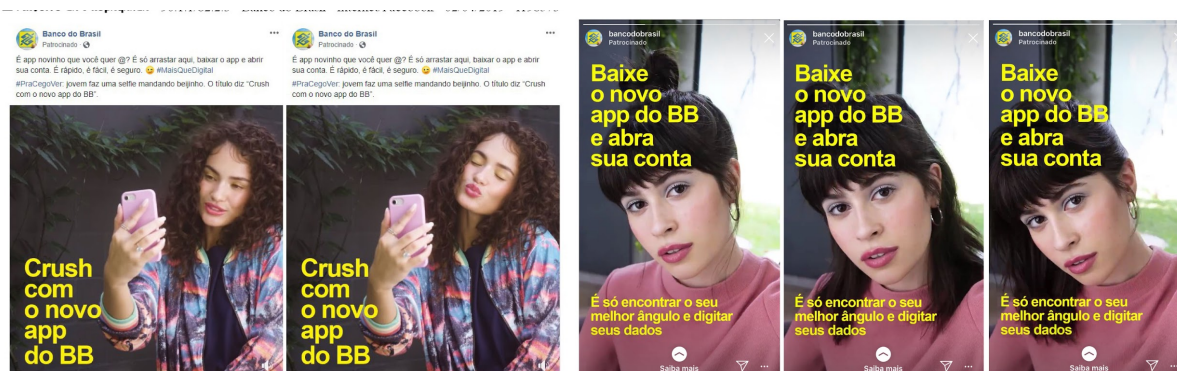 Banco do Brasil
Patrocinado
É app novinho que você quer @? É só arrastar aqui, baixar o app e abrir
sua conta. É rápido, é fácil, é seguro. 😉 #MaisQueDigital
#PraCegoVer: jovem faz uma selfie mandando beijinho. O título diz "Crush
com o novo app do BB".
Crush
com
o novo
app
do BB
Banco do Brasil
Patrocinado
É app novinho que você quer @? É só arrastar aqui, baixar o app e abrir
sua conta. É rápido, é fácil, é seguro. 😉 #MaisQueDigital
#PraCegoVer: jovem faz uma selfie mandando beijinho. O título diz "Crush
com o novo app do BB".
Crush
com
o novo
app
do BB
bancodobrasil
Patrocinado
Baixe
o novo
app do BB
e abra
sua conta
É só encontrar o seu
melhor ângulo e digitar
seus dados
Saiba mais
bancodobrasil
Patrocinado
Baixe
o novo
app do BB
e abra
sua conta
É só encontrar o seu
melhor ângulo e digitar
seus dados
Saiba mais
bancodobrasil
Patrocinado
Baixe
o novo
app do BB
e abra
sua conta
É só encontrar o seu
melhor ângulo e digitar
seus dados
Saiba mais